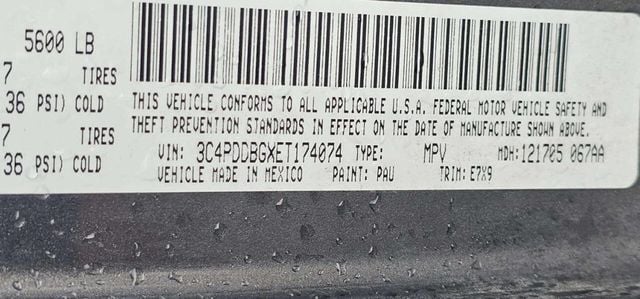 5600 LB
7 TIRES
36 PSI) COLD
7 TIRES
36 PSI) COLD
THIS VEHICLE CONFORMS TO ALL APPLICABLE U.S.A. FEDERAL MOTOR VEHICLE SAFETY AND
THEFT PREVENTION STANDARDS IN EFFECT ON THE DATE OF MANUFACTURE SHOWN ABOVE.
VIN: 3C4PDDBGXET174074 TYPE: MPV MDH: 121705 067AA
VEHICLE MADE IN MEXICO PAINT: PAU TRIM: E7X9